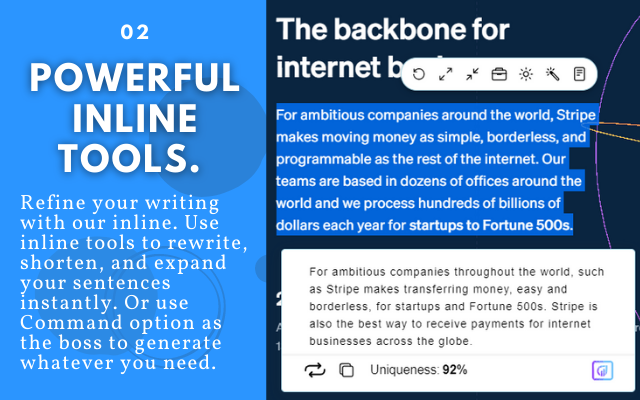 02
POWERFUL
INLINE
TOOLS.
Refine your writing
with our inline. Use
inline tools to rewrite,
shorten, and expand
your sentences
instantly. Or use
Command option as
the boss to generate
whatever you need.
The backbone for
internet
For ambitious companies around the world, Stripe
makes moving money as simple, borderless, and
programmable as the rest of the internet. Our
teams are based in dozens of offices around the
world and we process hundreds of billions of
dollars each year for startups to Fortune 500s.
For ambitious companies throughout the world, such
as Stripe makes transferring money, easy and
borderless, for startups and Fortune 500s. Stripe is
also the best way to receive payments for internet
businesses across the globe.
Uniqueness: 92%